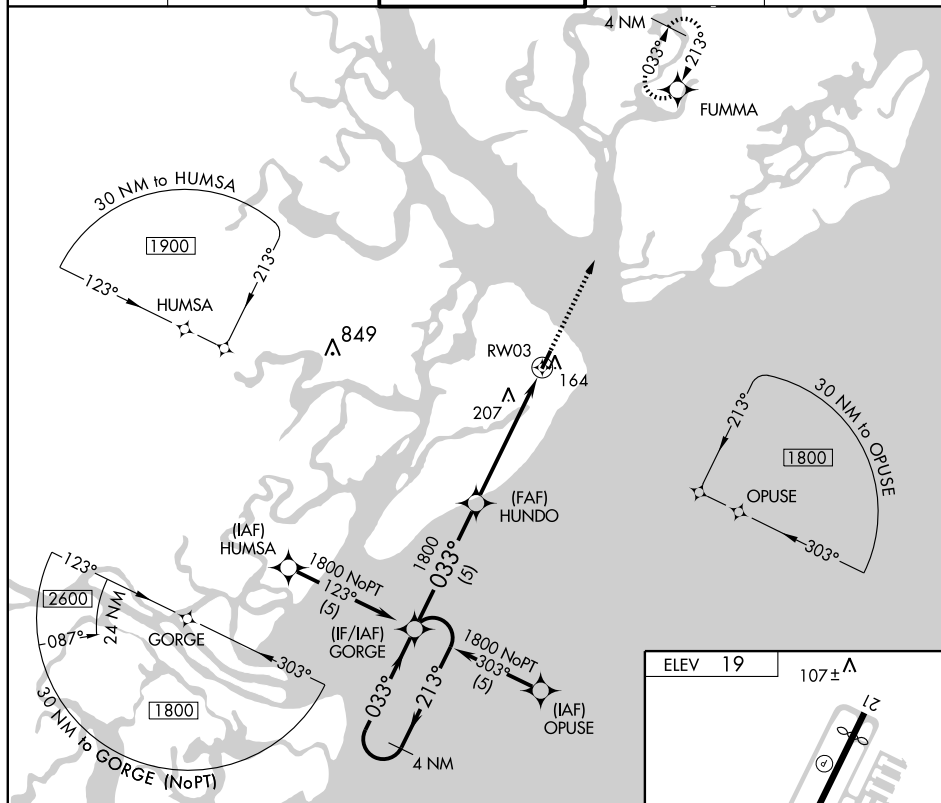 4 NM
033°
213°
FUMMA
30 NM to HUMSA
1900
213°
123°
HUMSA
849
RW03
164
207
213°
30 NM to OPUSE
1800
OPUSE
303°
(FAF)
HUNDO
(IAF)
HUMSA
1800 NoPT
123°
(5)
1800
033°
(5)
123°
2600
24 NM
087°
GORGE
303°
1800
30 NM to GORGE (NoPT)
(IF/IAF)
GORGE
1800 NoPT
303°
(5)
(IAF)
OPUSE
033°
213°
4 NM
ELEV 19
107±
21